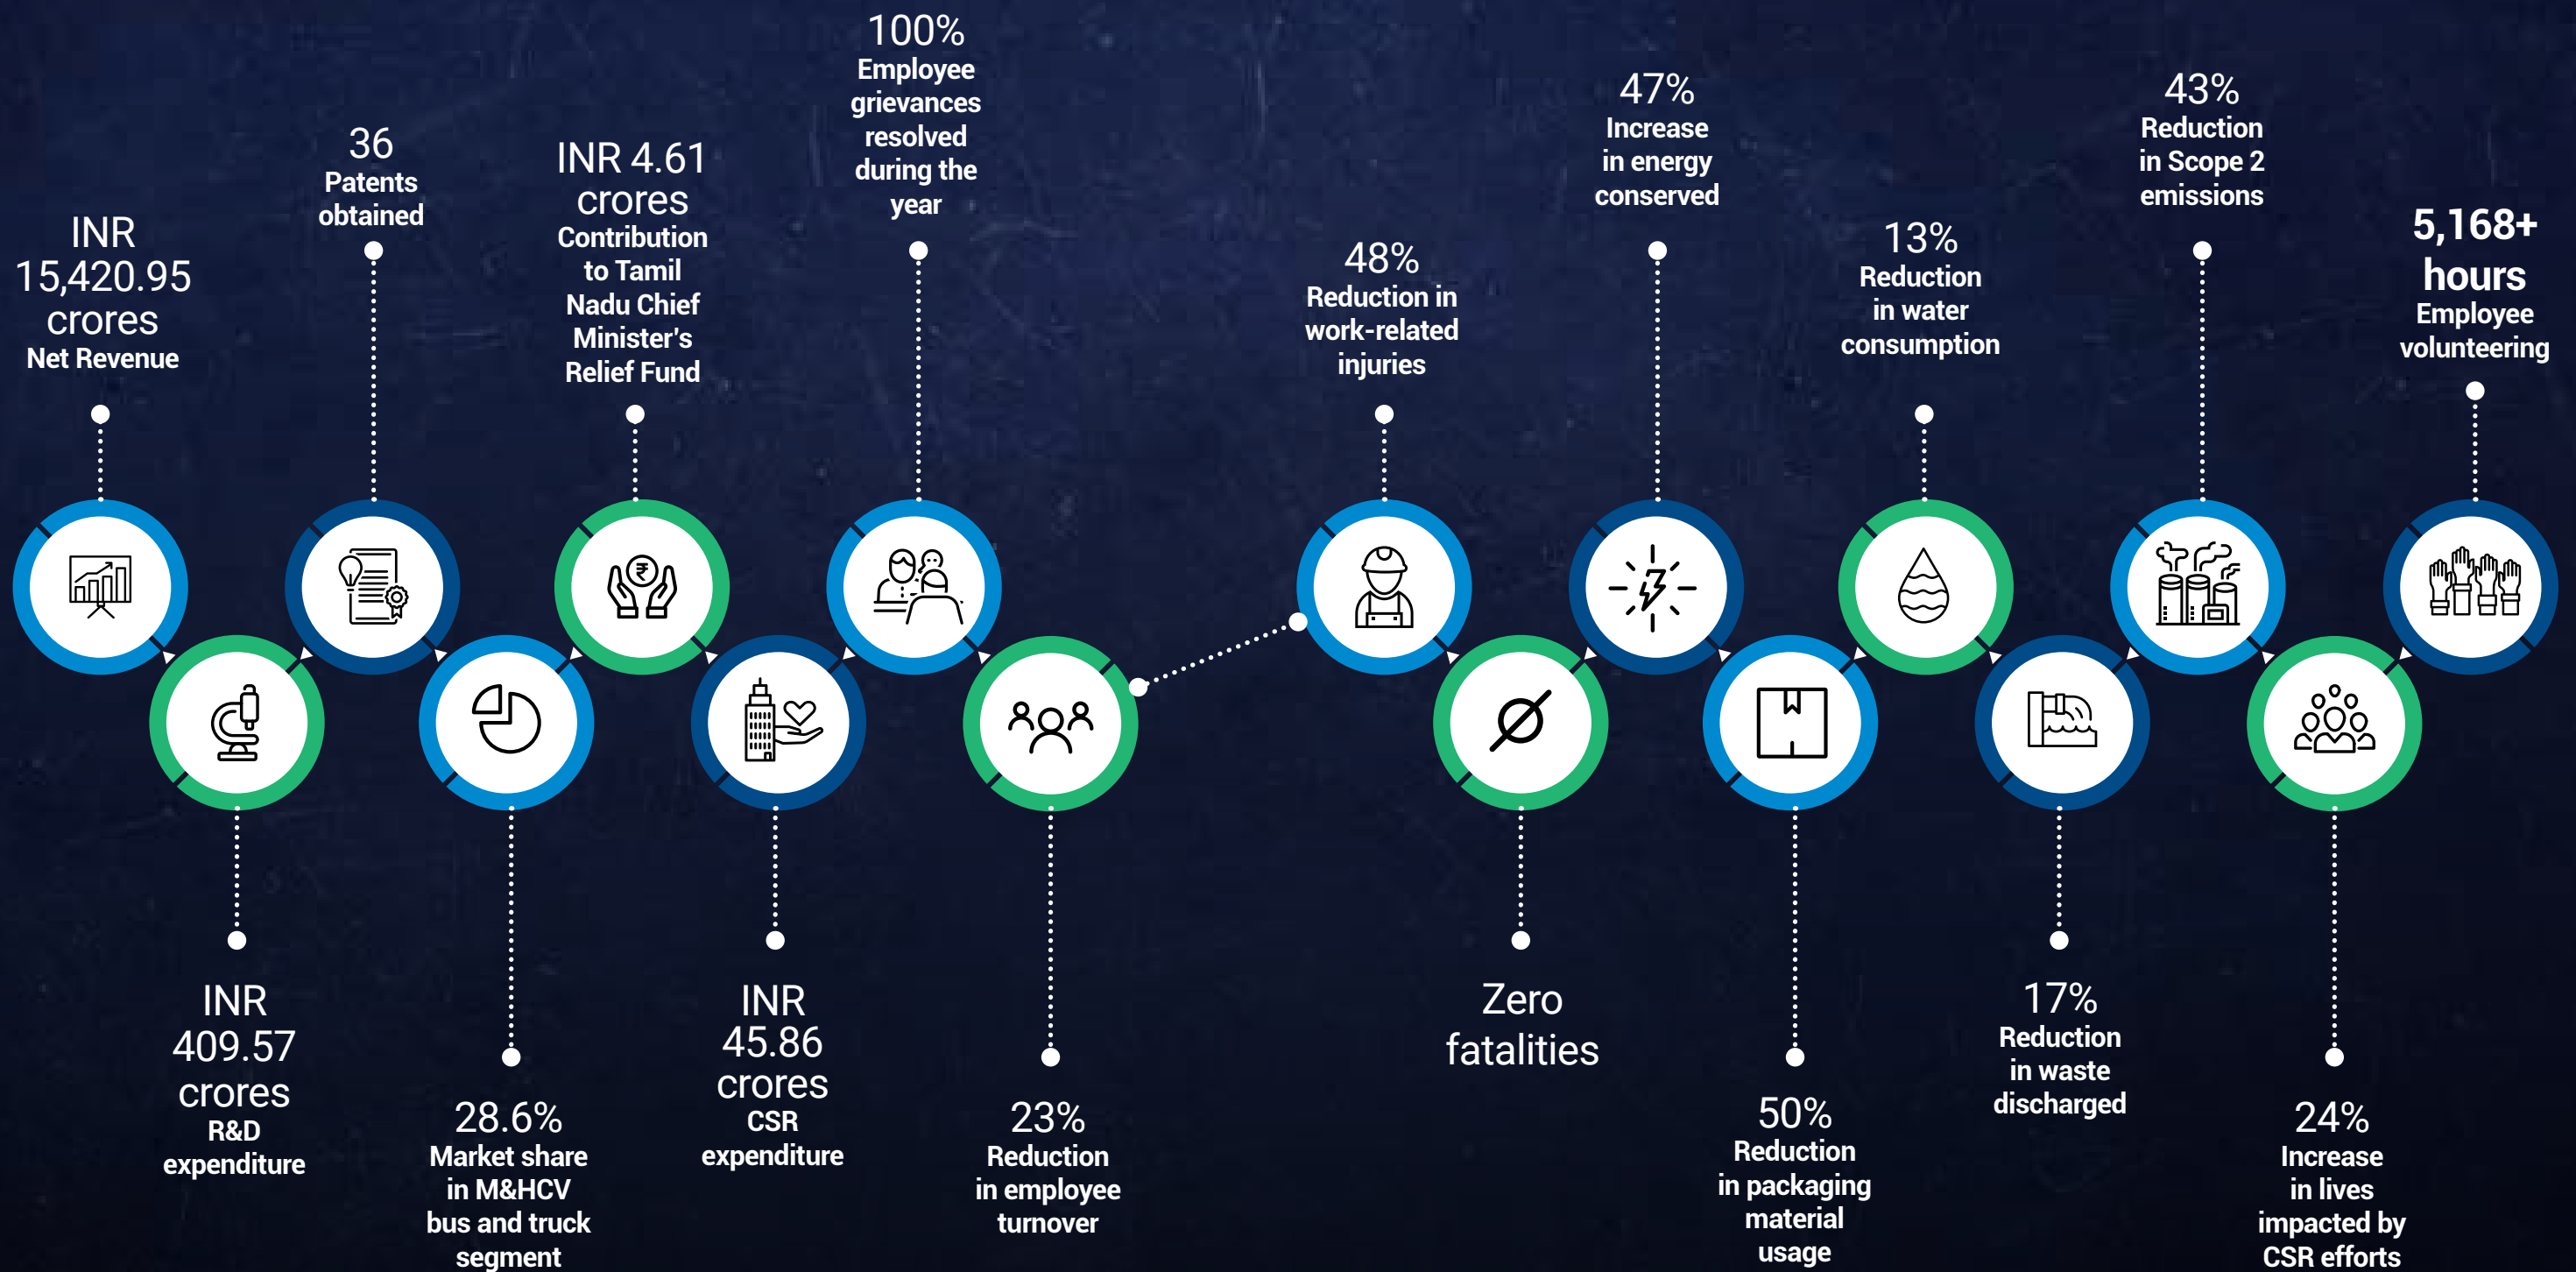 INR
15,420.95
crores
Net Revenue
INR
409.57
crores
R&D
expenditure
36
Patents
obtained
28.6%
Market share
in M&HCV
bus and truck
segment
INR 4.61
crores
Contribution
to Tamil
Nadu Chief
Minister's
Relief Fund
INR
45.86
crores
CSR
expenditure
100%
Employee
grievances
resolved
during the
year
23%
Reduction
in employee
turnover
48%
Reduction in
work-related
injuries
Zero
fatalities
47%
Increase
in energy
conserved
50%
Reduction
in packaging
material
usage
13%
Reduction
in water
consumption
17%
Reduction
in waste
discharged
43%
Reduction
in Scope 2
emissions
24%
Increase
in lives
impacted by
CSR efforts
5,168+
hours
Employee
volunteering